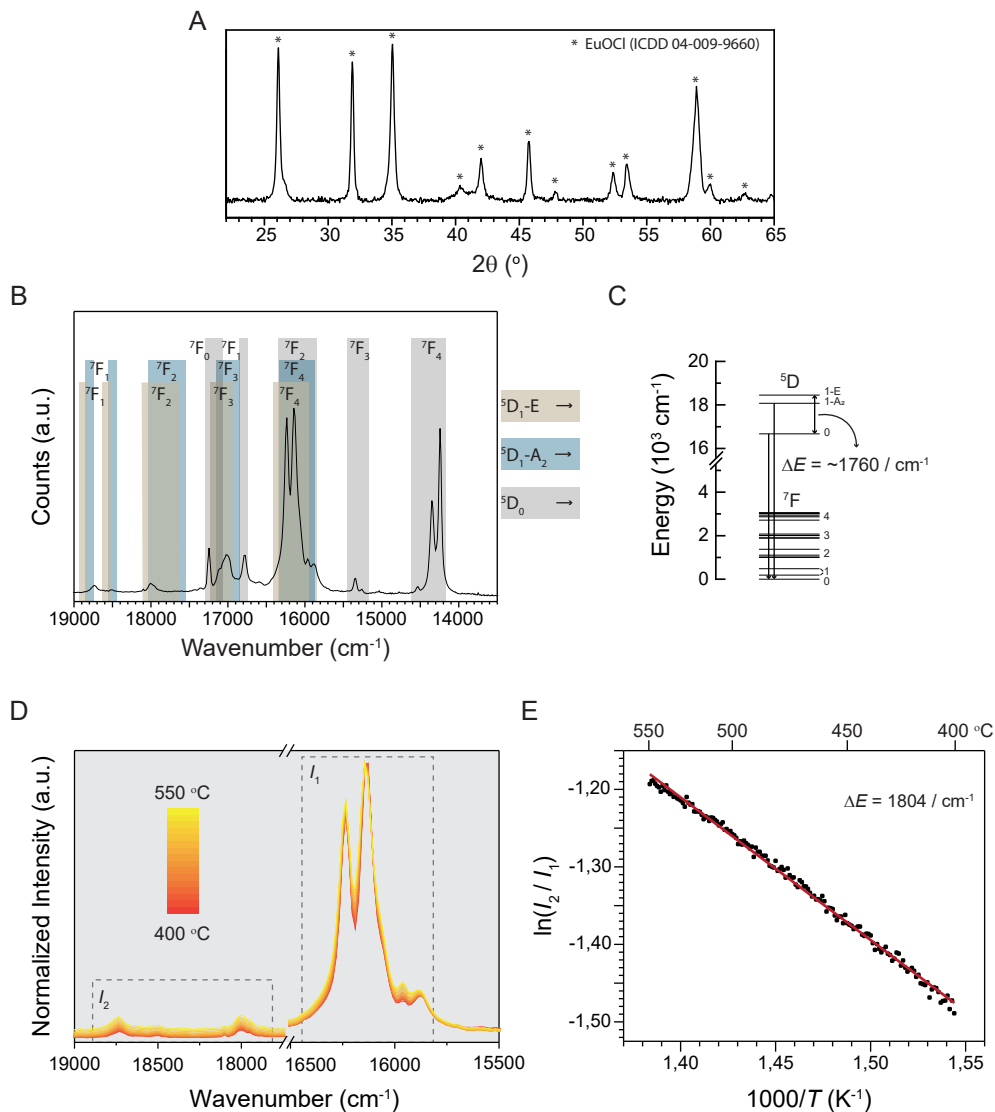 A
* EuOCl (ICDD 04-009-9660)
* * * * * * * * * * * *
25 30 35 40 45 50 55 60 65
2θ (°)
B
Counts (a.u.)
⁷F₀ ⁷F₁ ⁷F₂ ⁷F₃ ⁷F₄
⁷F₁ ⁷F₂ ⁷F₃ ⁷F₄
⁷F₁ ⁷F₂ ⁷F₃ ⁷F₄
⁵D₁-E →
⁵D₁-A₂ →
⁵D₀ →
19000 18000 17000 16000 15000 14000
Wavenumber (cm⁻¹)
C
Energy (10³ cm⁻¹)
20
18
16
4
2
0
⁵D
1-E
1-A₂
0
ΔE = ~1760 / cm⁻¹
⁷F
4
3
2
1
0
D
Normalized Intensity (a.u.)
550 °C
400 °C
I₂
I₁
19000 18500 18000 16500 16000 15500
Wavenumber (cm⁻¹)
E
550 500 450 400 °C
ln(I₂ / I₁)
-1,20
-1,30
-1,40
-1,50
ΔE = 1804 / cm⁻¹
1,40 1,45 1,50 1,55
1000/T (K⁻¹)